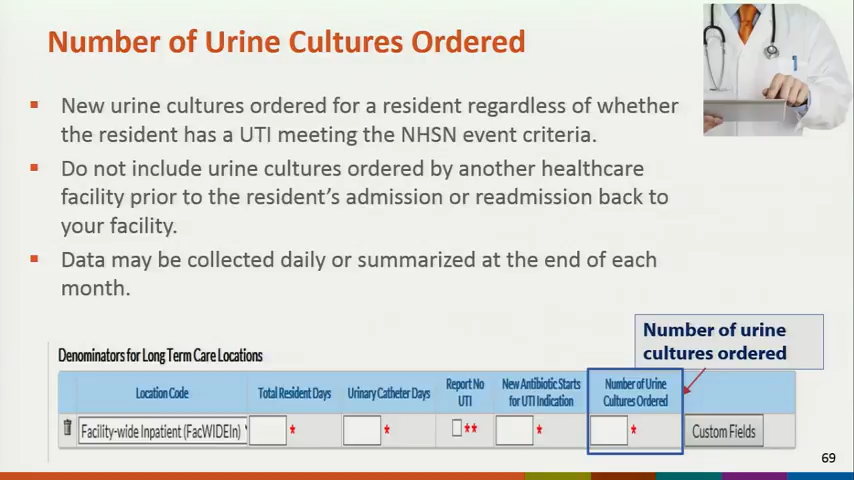 Number of Urine Cultures Ordered
▪ New urine cultures ordered for a resident regardless of whether
the resident has a UTI meeting the NHSN event criteria.
▪ Do not include urine cultures ordered by another healthcare
facility prior to the resident's admission or readmission back to
your facility.
▪ Data may be collected daily or summarized at the end of each
month.
Number of urine
cultures ordered
Denominators for Long Term Care Locations
Location Code Total Resident Days Urinary Catheter Days Report No UTI New Antibiotic Starts for UTI Indication Number of Urine Cultures Ordered
Facility-wide Inpatient (FacWIDEIn) * * ** * * Custom Fields
69